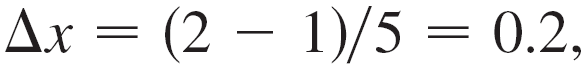 Δx = (2 − 1)/5 = 0.2,